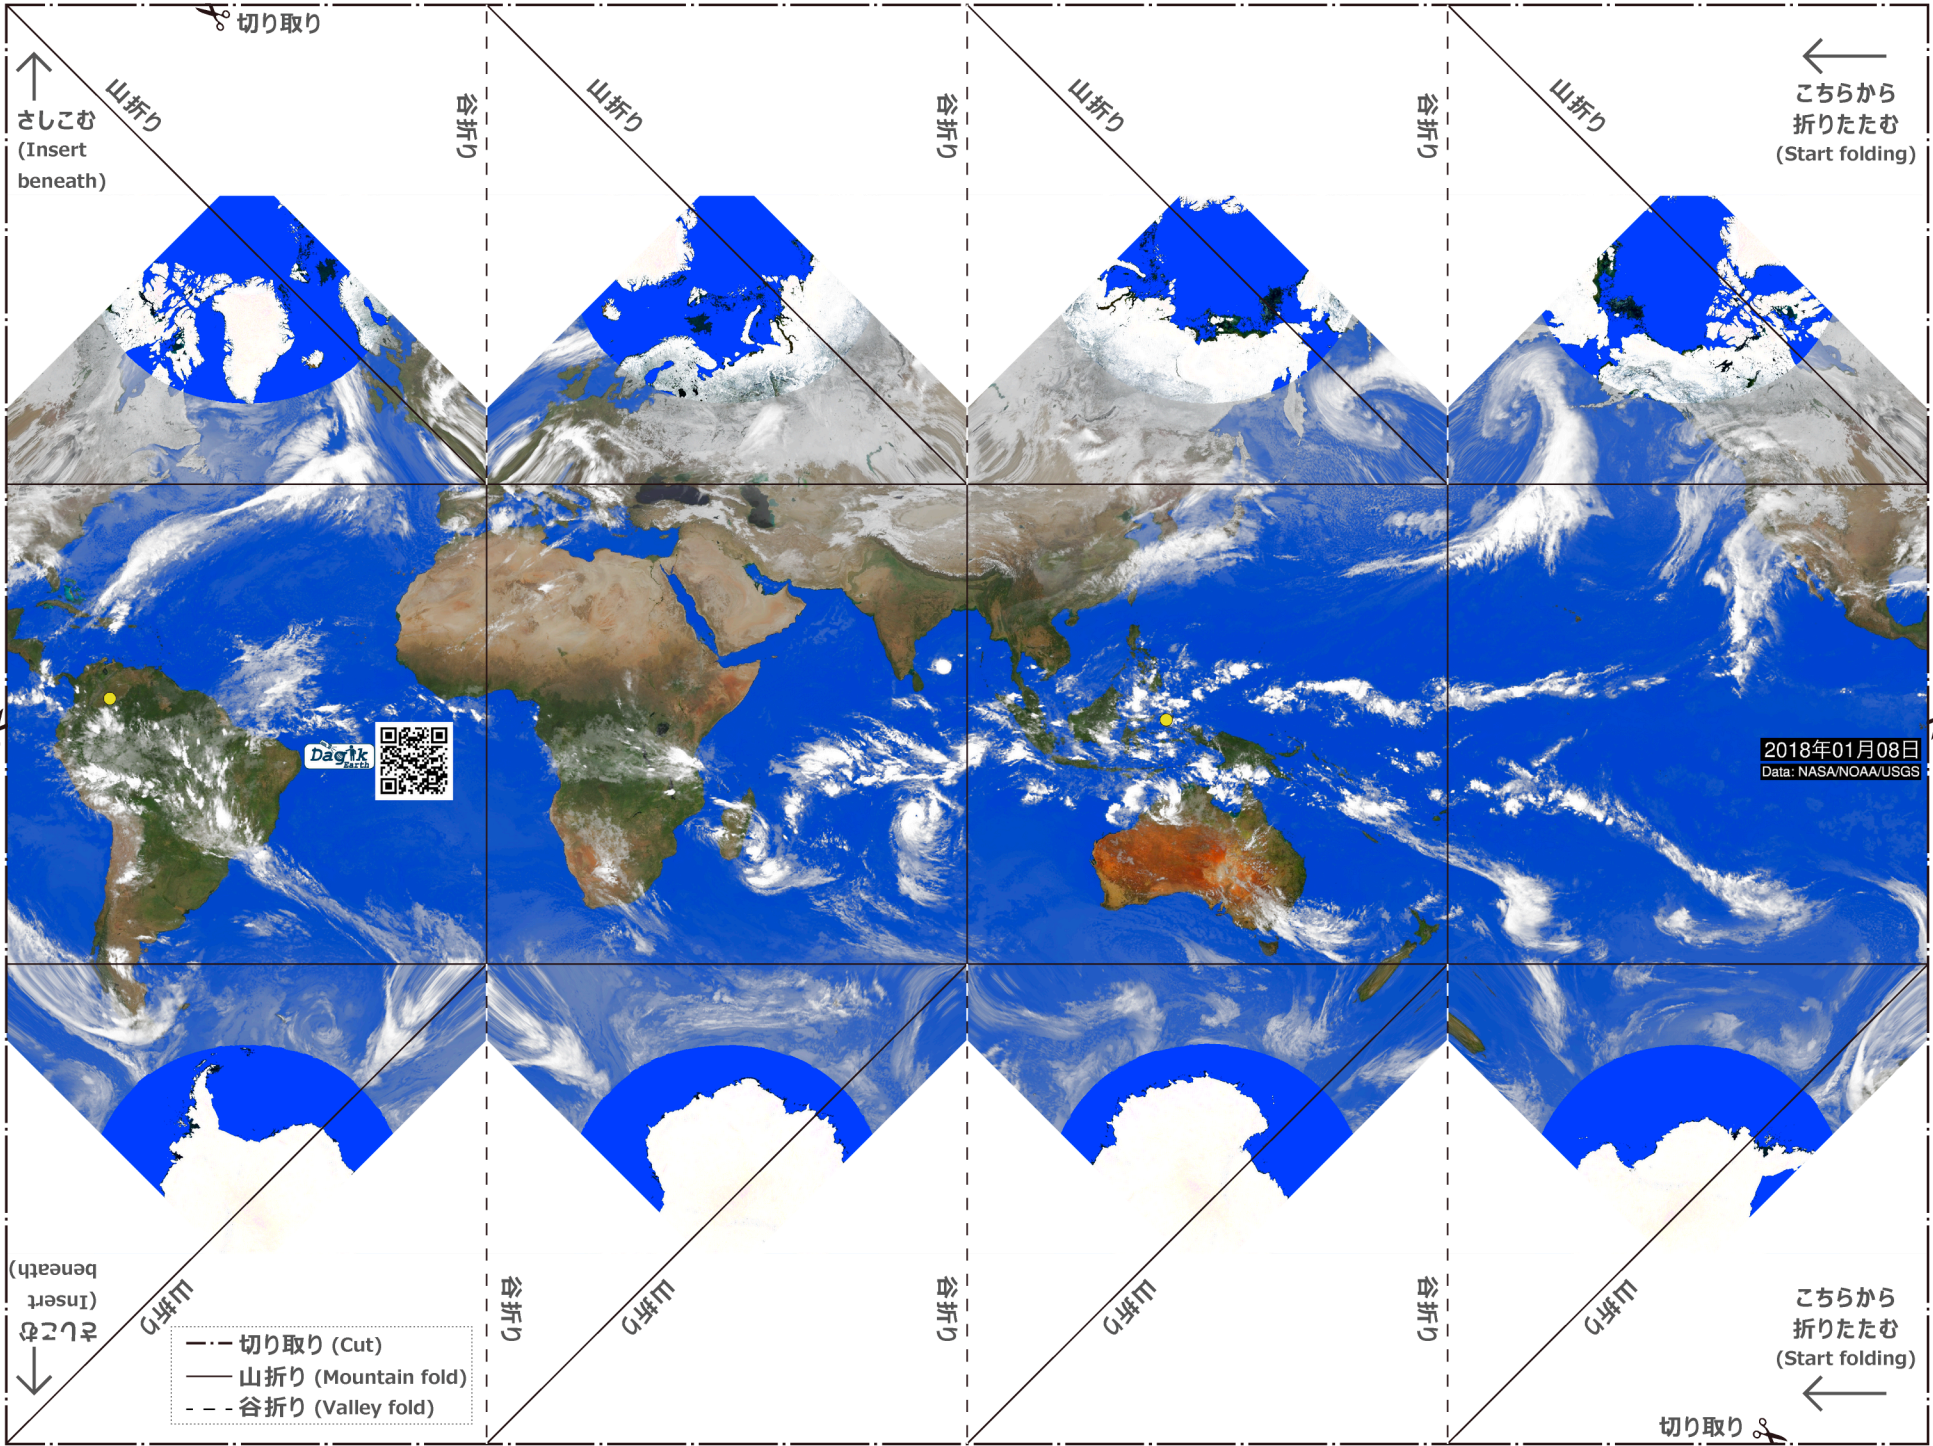 切り取り
山折り
谷折り
山折り
谷折り
山折り
谷折り
山折り
こちらから
折りたたむ
(Start folding)
さしこむ
(Insert
beneath)
Dagik
Earth
2018年01月08日
Data: NASA/NOAA/USGS
さしこむ
(Insert
beneath)
山折り
谷折り
山折り
谷折り
山折り
谷折り
山折り
こちらから
折りたたむ
(Start folding)
切り取り (Cut)
山折り (Mountain fold)
谷折り (Valley fold)
切り取り